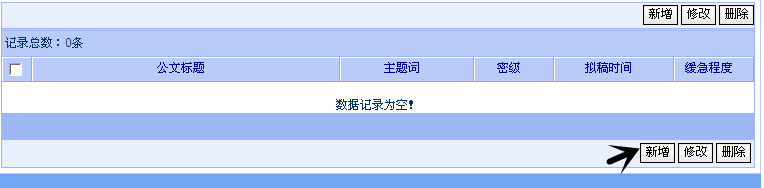 新增 修改 删除
记录总数：0条
公文标题 主题词 密级 拟稿时间 缓急程度
数据记录为空!
新增 修改 删除